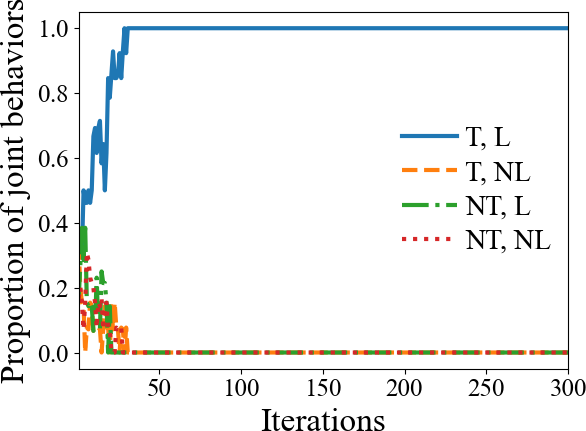 Proportion of joint behaviors
1.0
0.8
0.6
0.4
0.2
0.0
T, L
T, NL
NT, L
NT, NL
50 100 150 200 250 300
Iterations